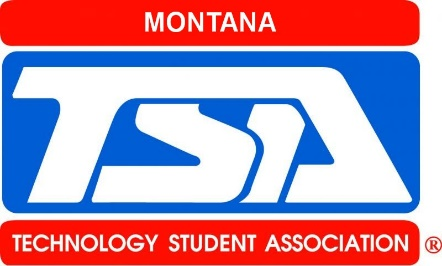 MONTANA
TSA
TECHNOLOGY STUDENT ASSOCIATION ®